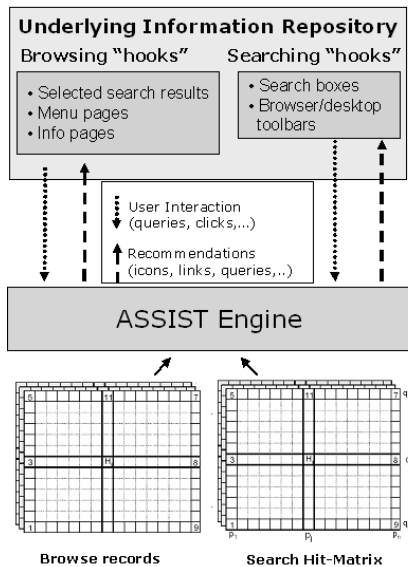 Underlying Information Repository
Browsing “hooks”
Searching “hooks”
• Selected search results
• Menu pages
• Info pages
• Search boxes
• Browser/desktop
toolbars
User Interaction
(queries, clicks,...)
Recommendations
(icons, links, queries,..)
ASSIST Engine
5 11 7
3 H 8
1 9
Browse records
5 11 7 q
3 H 8
1 9 q
p1 pj pn
Search Hit-Matrix